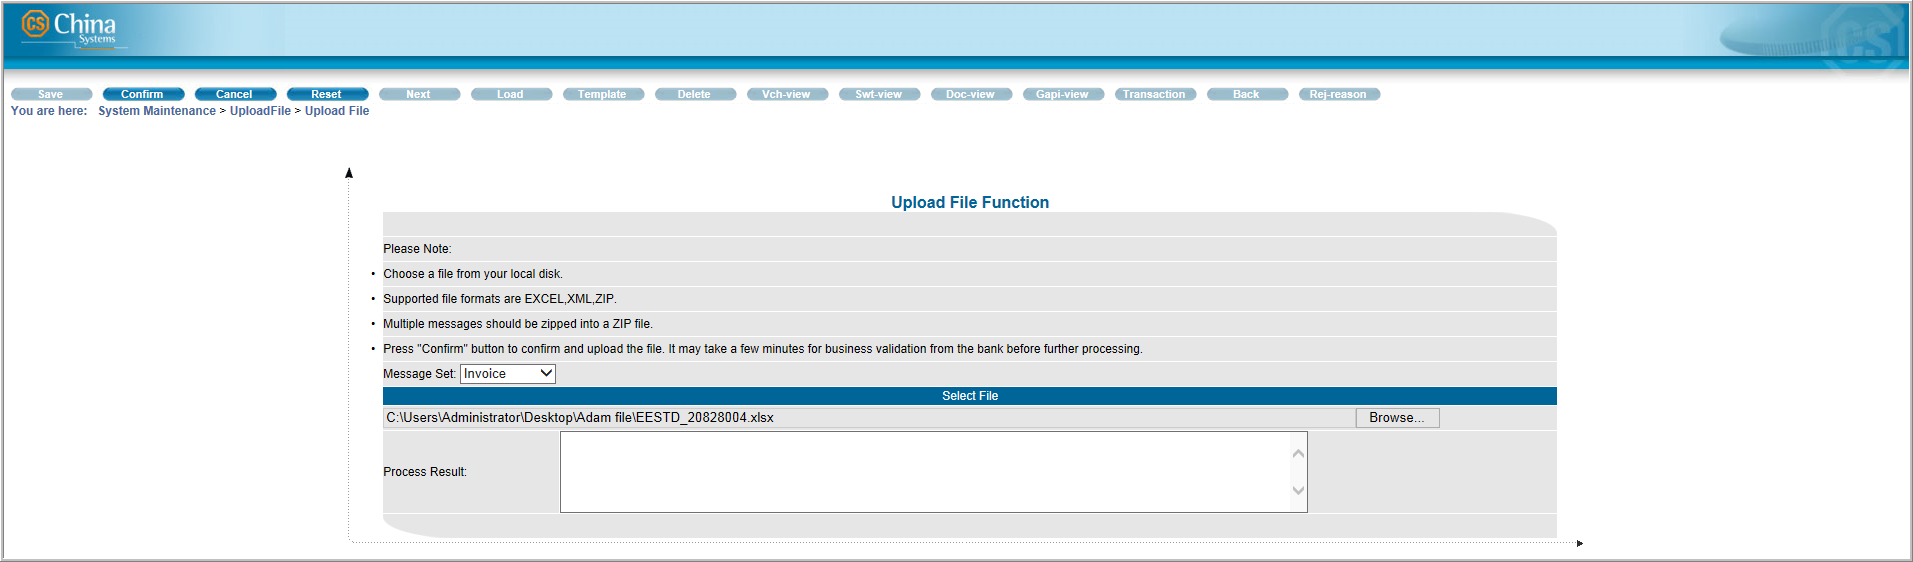 CS China
Systems
CS
Save Confirm Cancel Reset Next Load Template Delete Vch-view Swt-view Doc-view Gapi-view Transaction Back Rej-reason
You are here: System Maintenance > UploadFile > Upload File
Upload File Function
Please Note:
• Choose a file from your local disk.
• Supported file formats are EXCEL,XML,ZIP.
• Multiple messages should be zipped into a ZIP file.
• Press "Confirm" button to confirm and upload the file. It may take a few minutes for business validation from the bank before further processing.
Message Set: Invoice
Select File
C:\Users\Administrator\Desktop\Adam file\EESTD_20828004.xlsx Browse...
Process Result: